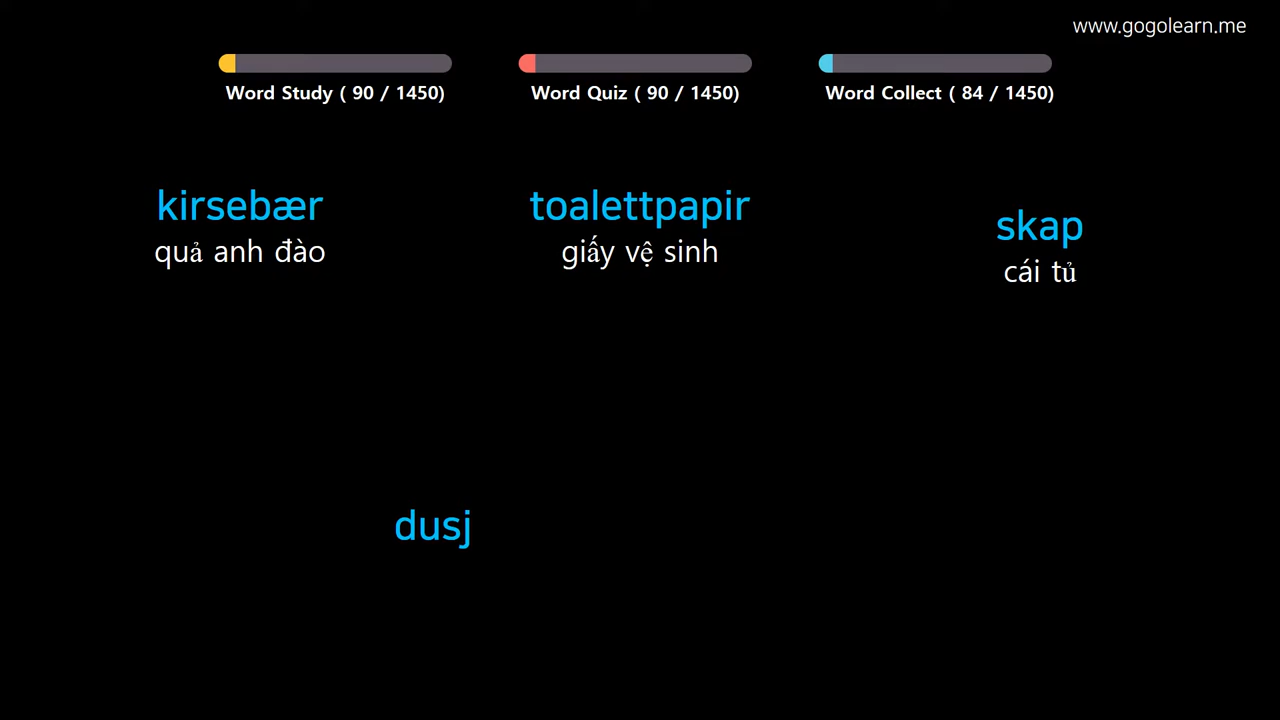 www.gogolearn.me
Word Study ( 90 / 1450)
Word Quiz ( 90 / 1450)
Word Collect ( 84 / 1450)
kirsebær
quả anh đào
toalettpapir
giấy vệ sinh
skap
cái tủ
dusj